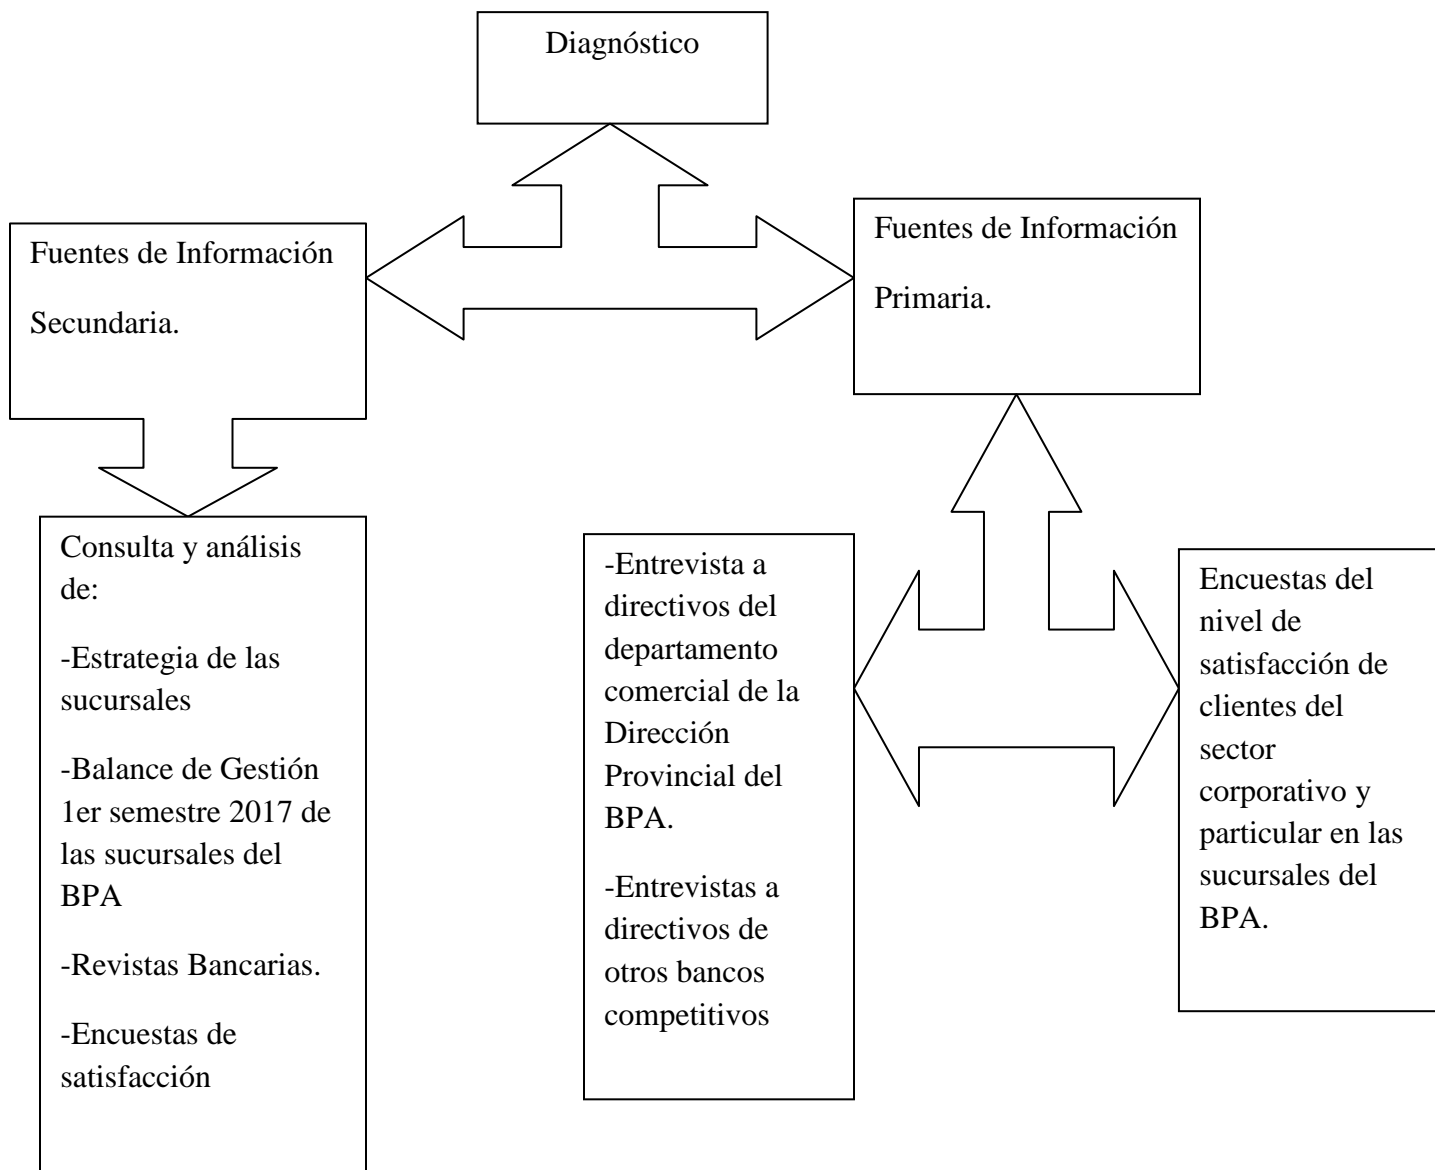 Diagnóstico
Fuentes de Información
Secundaria.
Fuentes de Información
Primaria.
Consulta y análisis
de:
-Estrategia de las
sucursales
-Balance de Gestión
1er semestre 2017 de
las sucursales del
BPA
-Revistas Bancarias.
-Encuestas de
satisfacción
-Entrevista a
directivos del
departamento
comercial de la
Dirección
Provincial del
BPA.
-Entrevistas a
directivos de
otros bancos
competitivos
Encuestas del
nivel de
satisfacción de
clientes del
sector
corporativo y
particular en las
sucursales del
BPA.